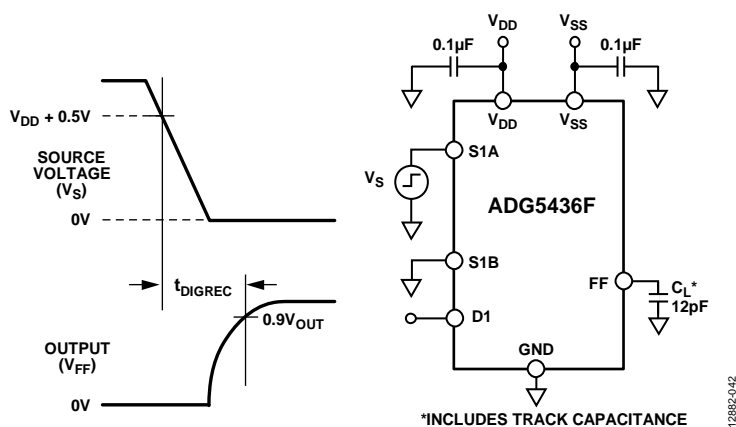 V_DD + 0.5V
SOURCE
VOLTAGE
(V_S)
0V
t_DIGREC
0.9V_OUT
OUTPUT
(V_FF)
0V
V_DD
V_SS
0.1µF
0.1µF
V_DD
V_SS
S1A
V_S
ADG5436F
S1B
FF
C_L*
12pF
D1
GND
*INCLUDES TRACK CAPACITANCE
12882-042